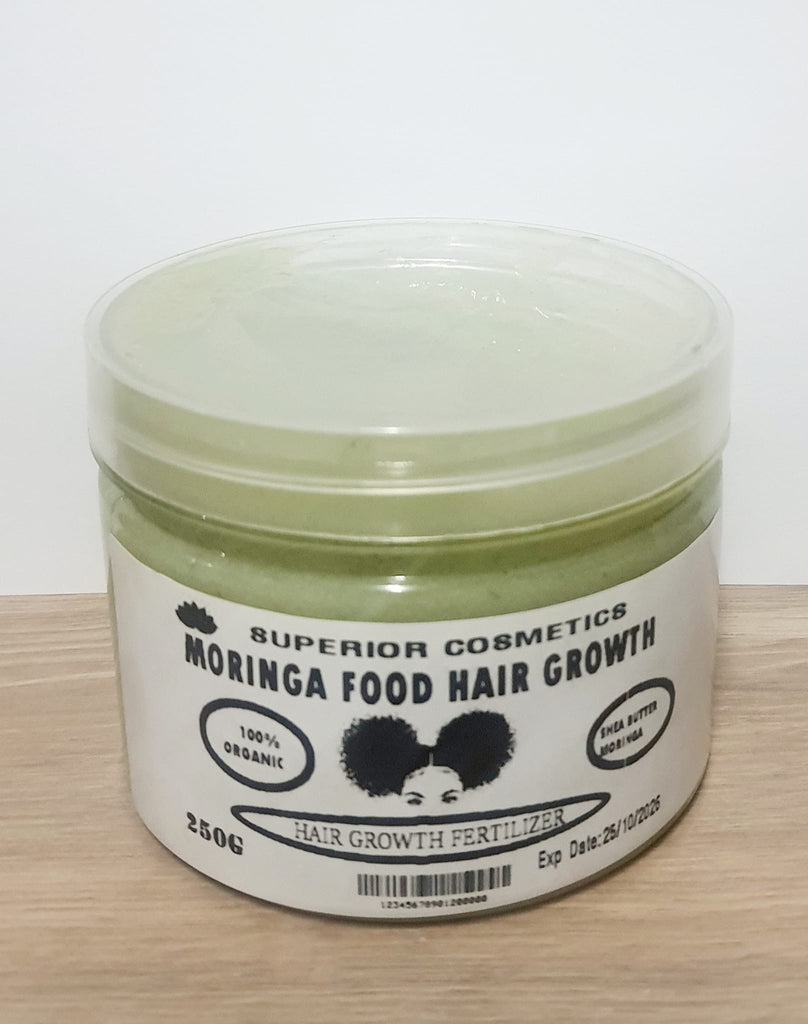 SUPERIOR COSMETICS
MORINGA FOOD HAIR GROWTH
100%
ORGANIC
SHEA BUTTER
MORINGA
HAIR GROWTH FERTILIZER
250G
Exp Date:25/10/2026
12345678901200000